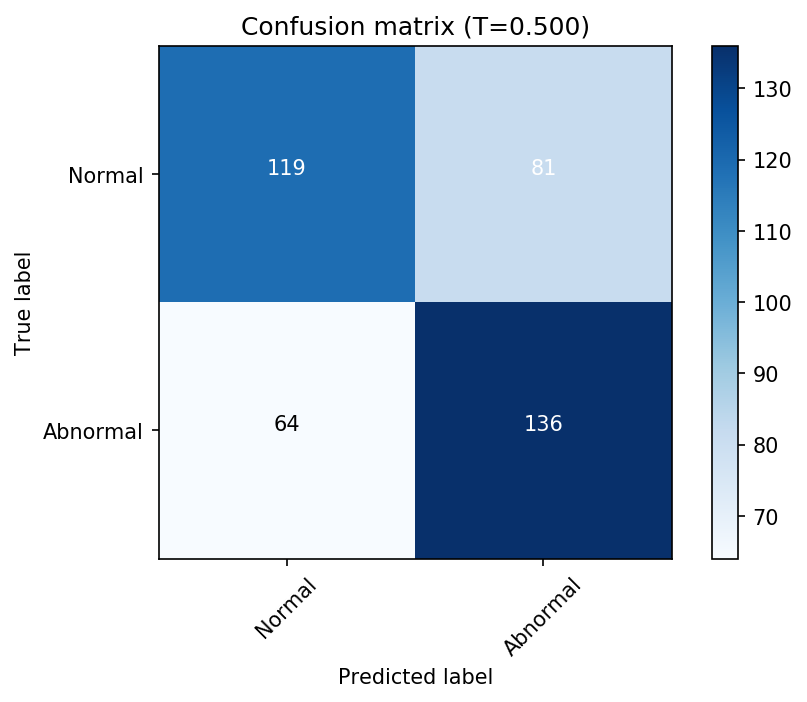 Confusion matrix (T=0.500)
True label
Normal
Abnormal
119
81
64
136
Normal
Abnormal
Predicted label
130
120
110
100
90
80
70